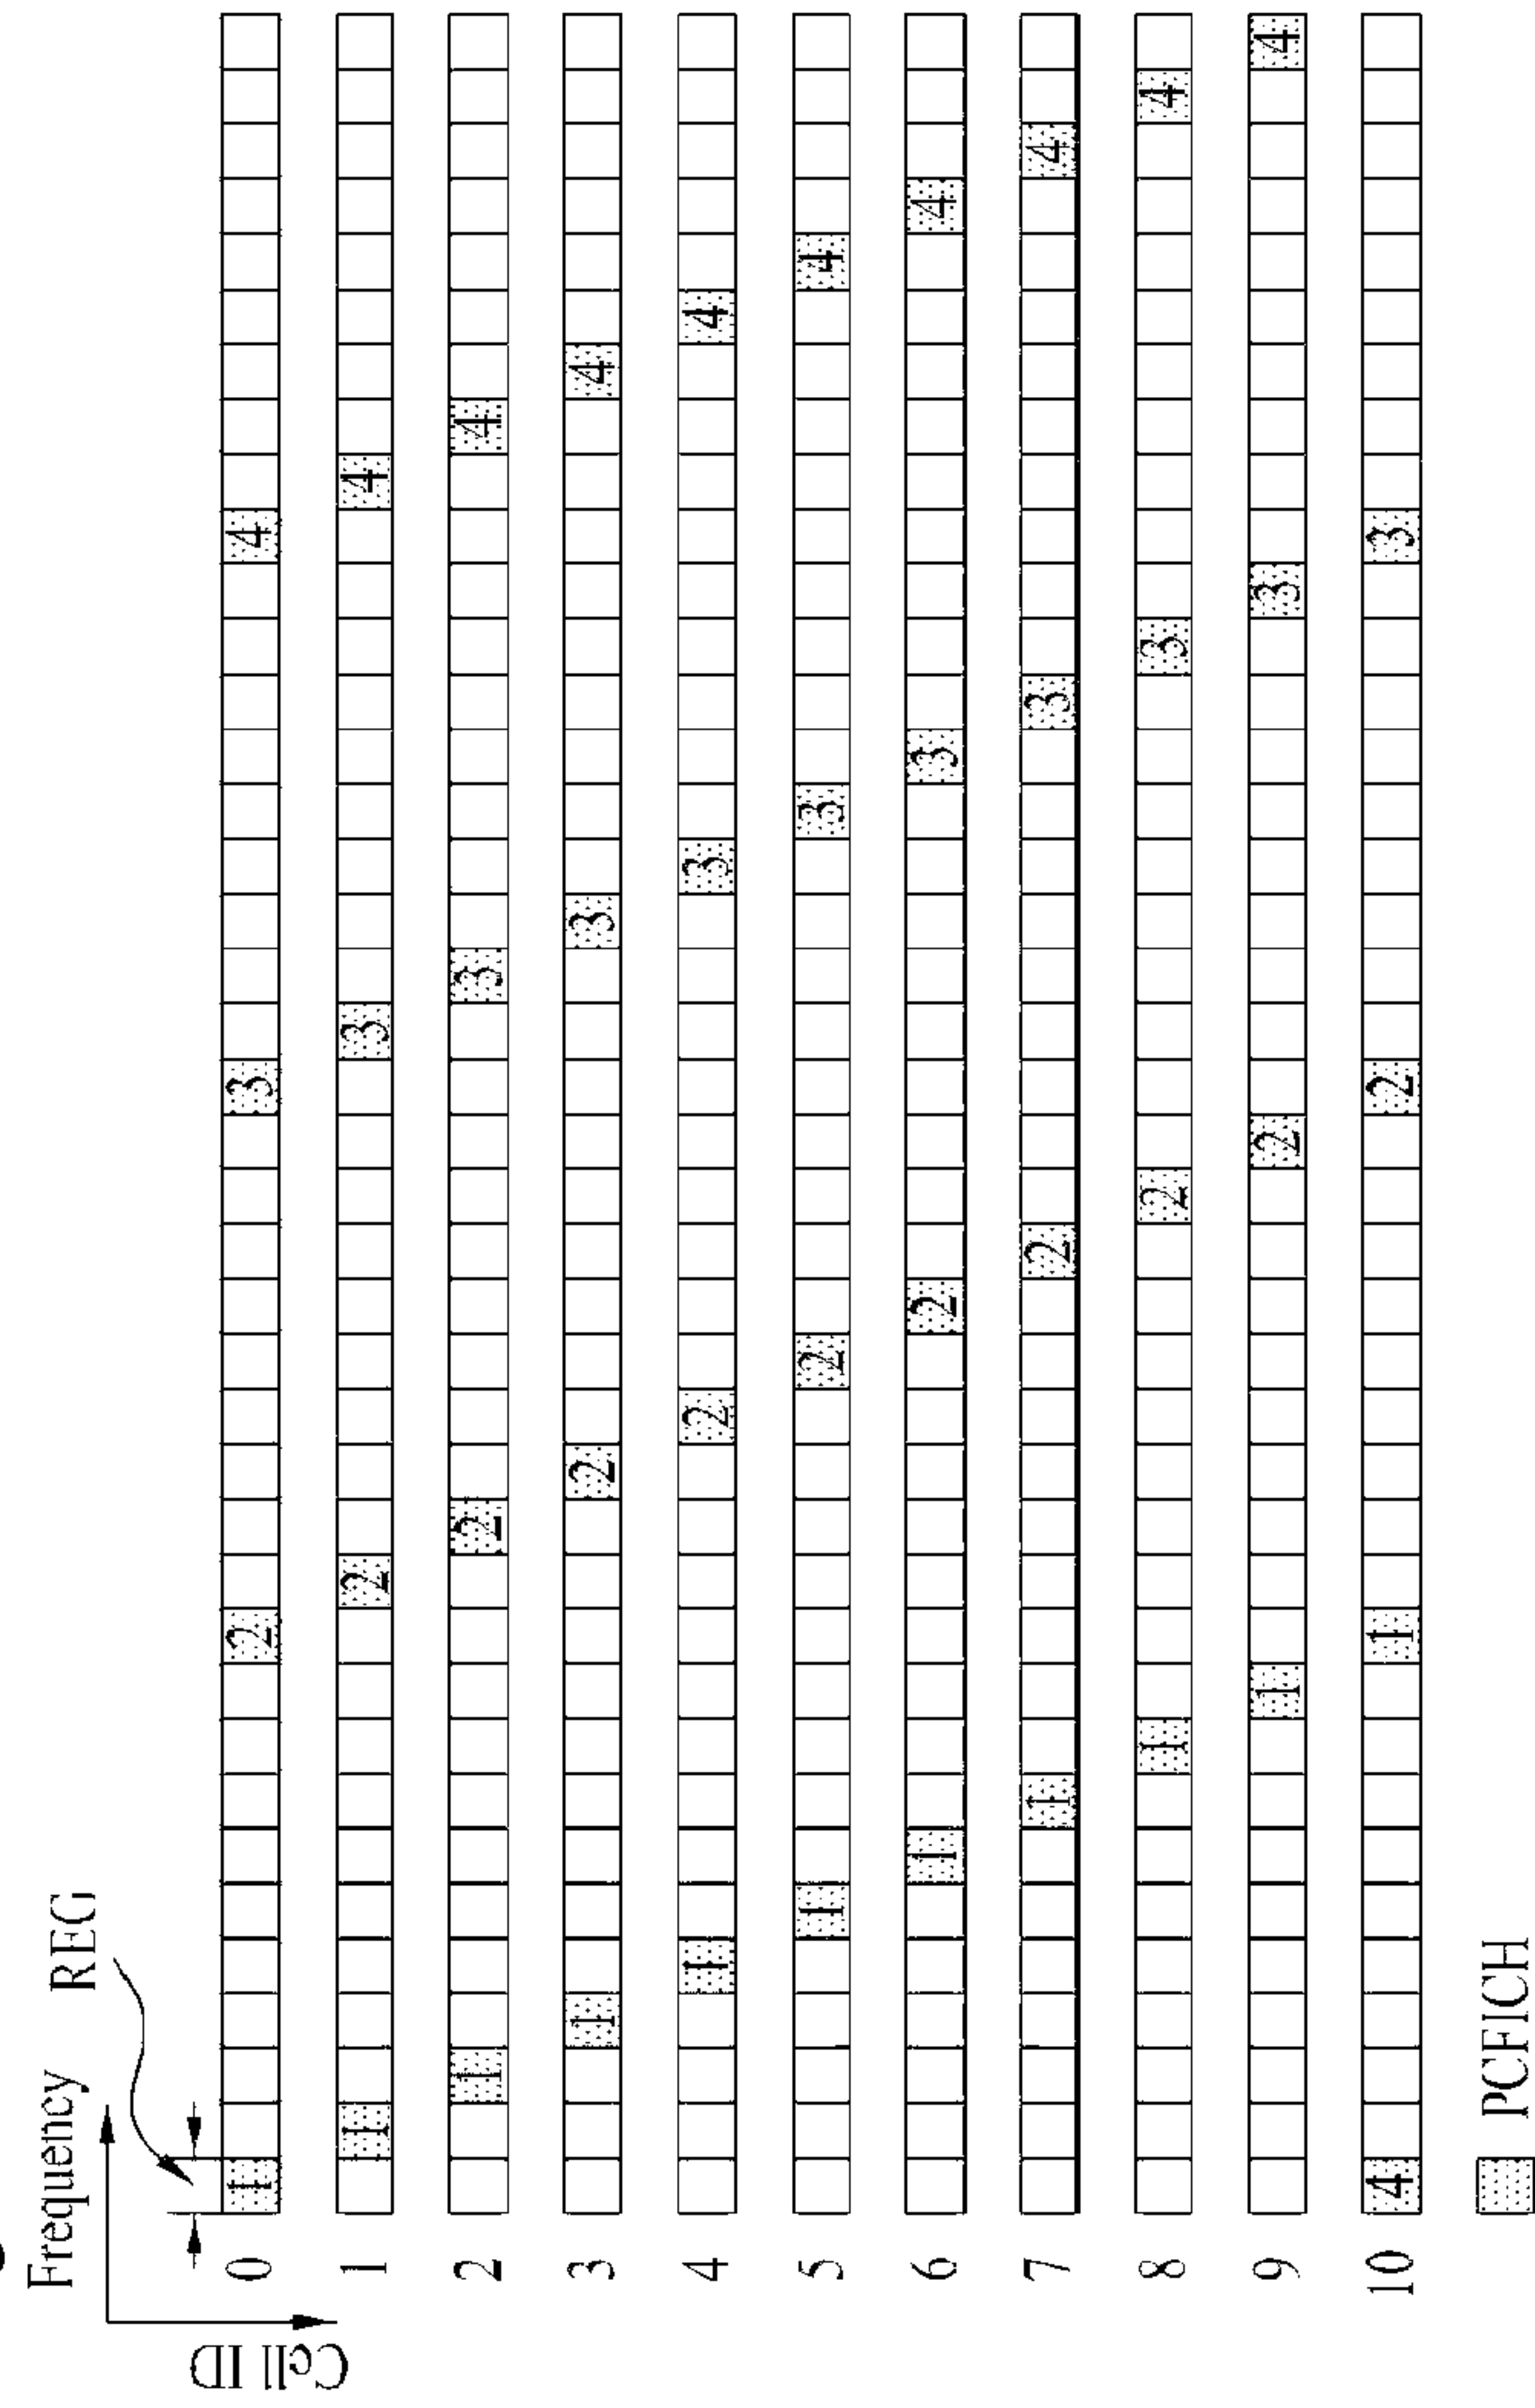 Frequency
REG
Cell ID
0 1 2 3 4
1 1 2 3 4
2 1 2 3 4
3 1 2 3 4
4 1 2 3 4
5 1 2 3 4
6 1 2 3 4
7 1 2 3 4
8 1 2 3 4
9 1 2 3 4
10 4 1 2 3
PCFICH